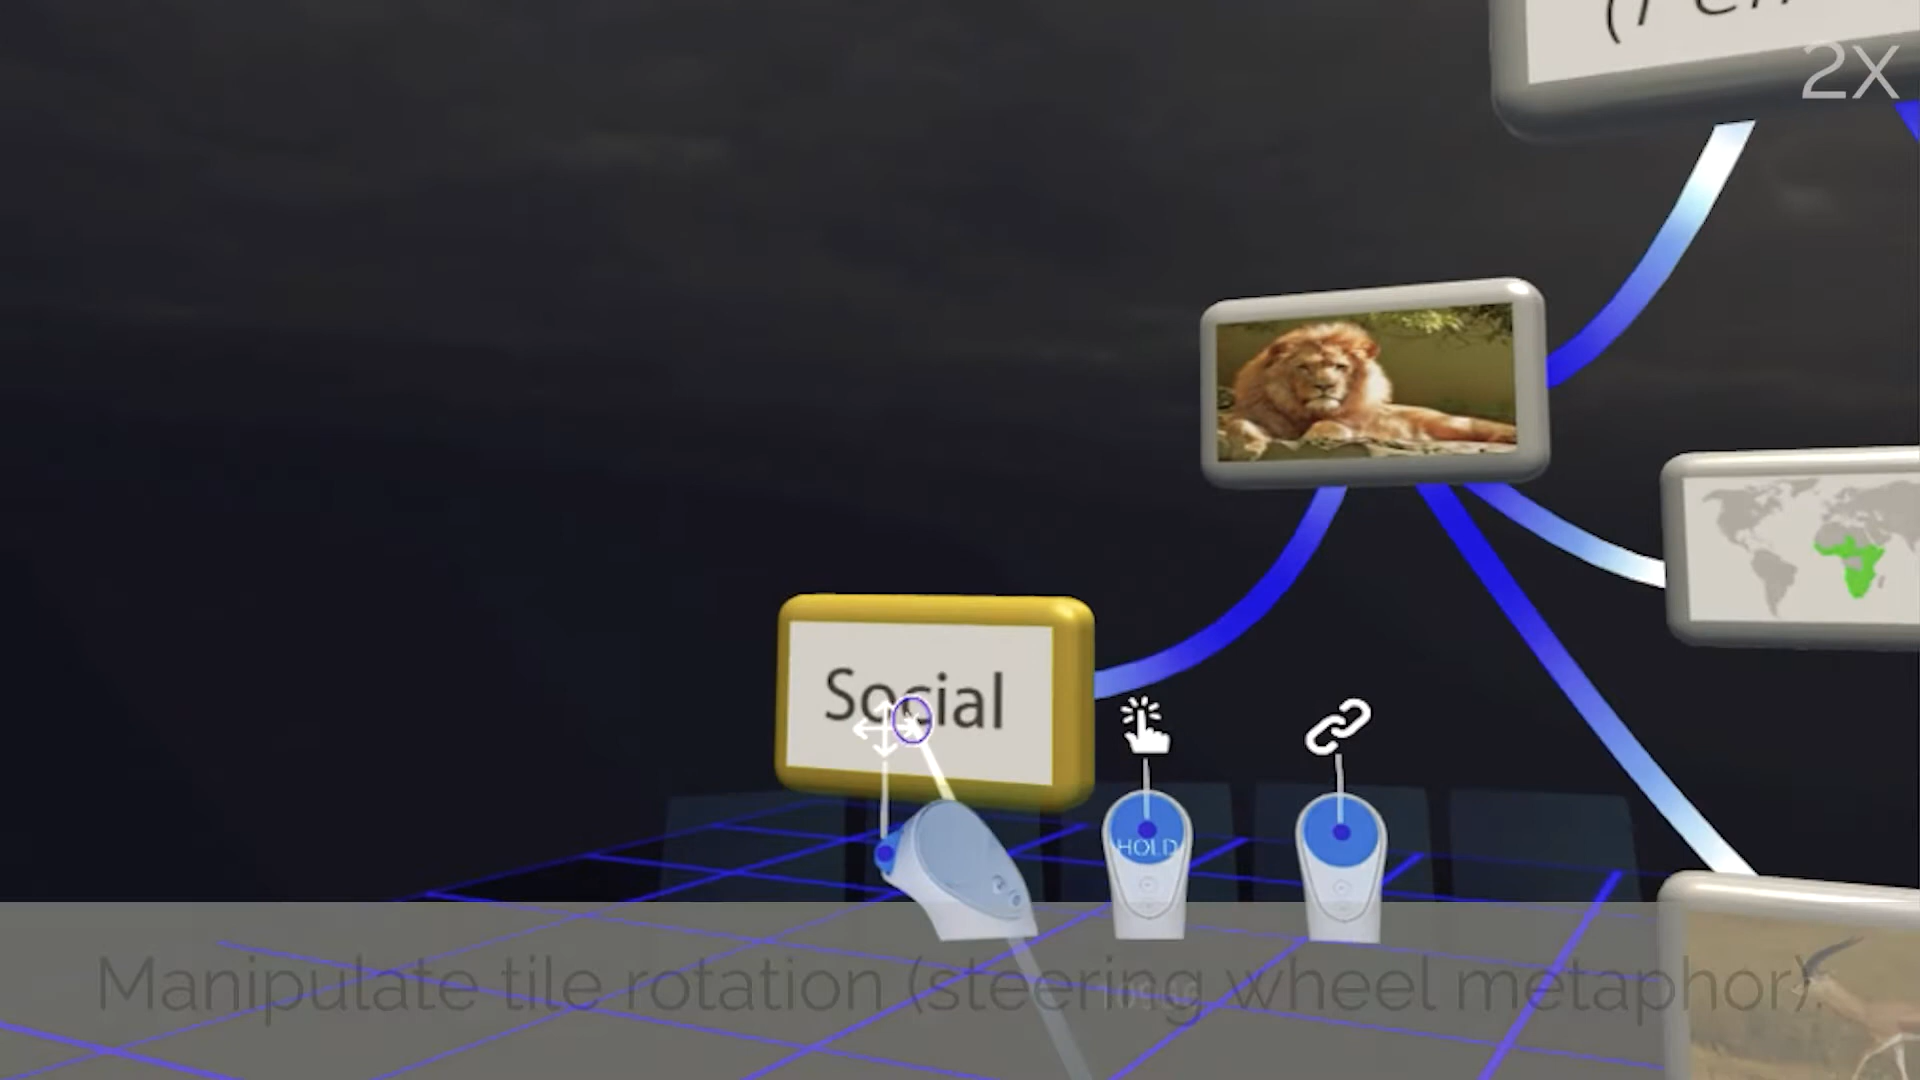 2X
Social
HOLD
Manipulate tile rotation (steering wheel metaphor).